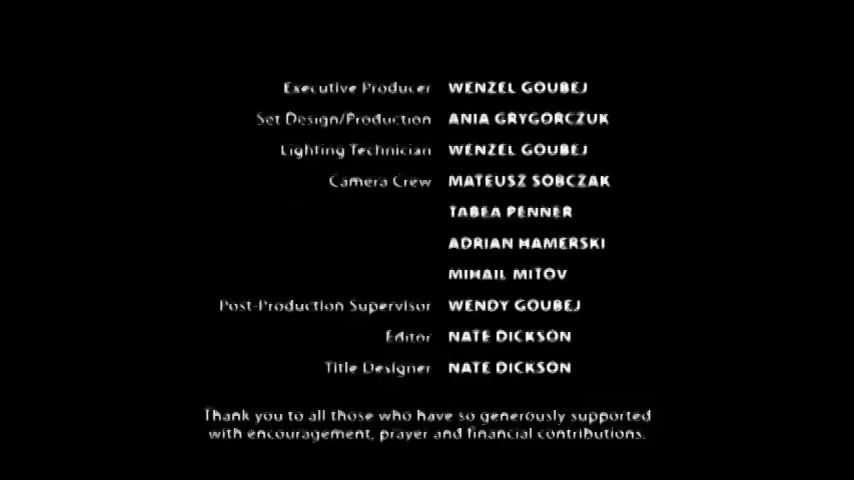 Executive Producer WENZEL GOUBEJ
Set Design/Production ANIA GRYGORCZUK
Lighting Technician WENZEL GOUBEJ
Camera Crew MATEUSZ SOBCZAK
TABEA PENNER
ADRIAN HAMERSKI
MIHAIL MITOV
Post-Production Supervisor WENDY GOUBEJ
Editor NATE DICKSON
Title Designer NATE DICKSON
Thank you to all those who have so generously supported
with encouragement, prayer and financial contributions.